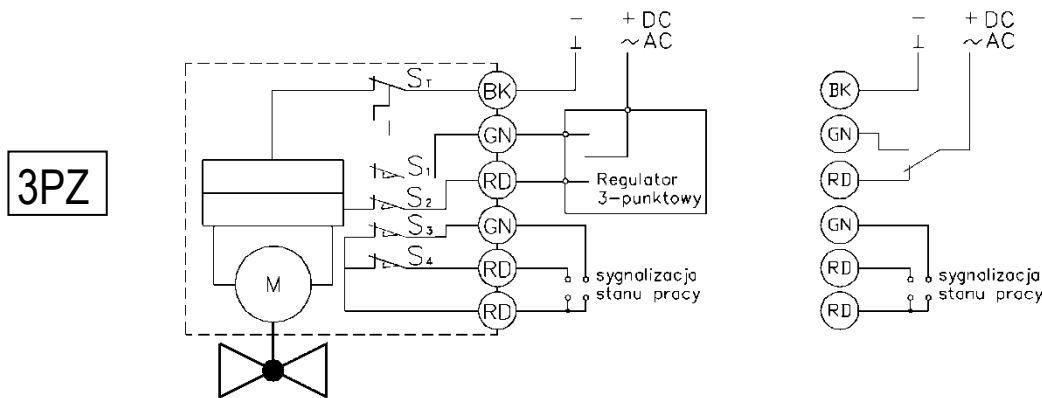 3PZ
- + DC
⊥ ~ AC
S_T BK
S₁ GN
S₂ RD
S₃ GN
S₄ RD
RD
M
Regulator
3-punktowy
sygnalizacja
stanu pracy
- + DC
⊥ ~ AC
BK
GN
RD
GN
RD
RD
sygnalizacja
stanu pracy